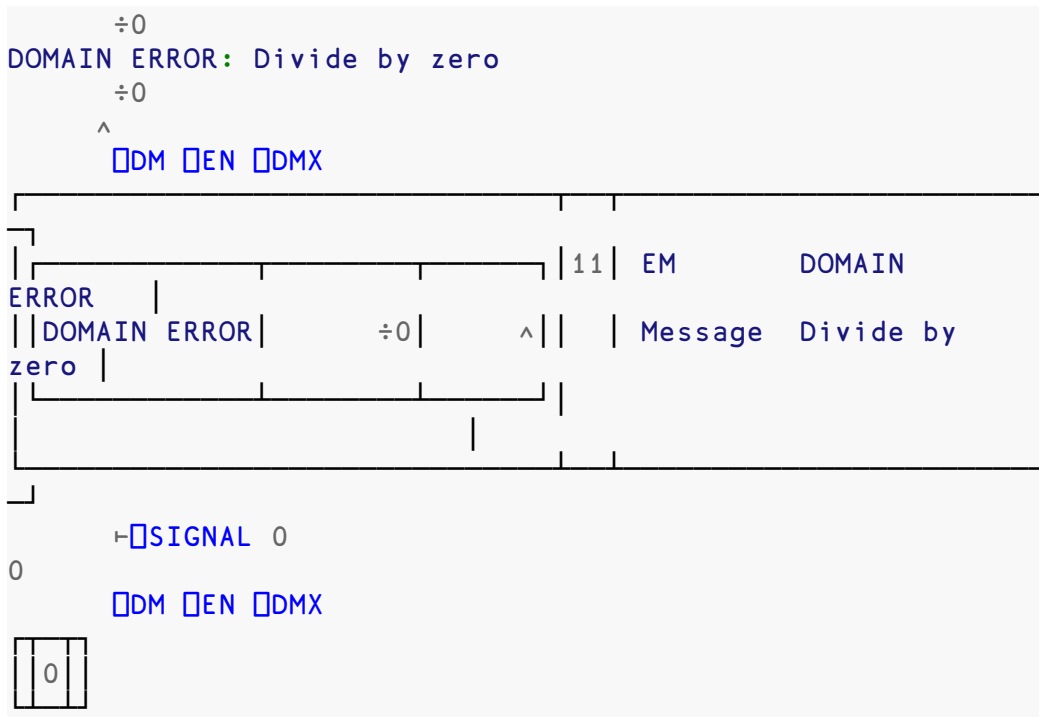 ÷0
DOMAIN ERROR: Divide by zero
÷0
^
⎕DM ⎕EN ⎕DMX
11 EM DOMAIN
ERROR
DOMAIN ERROR ÷0 ^ Message Divide by
zero
⊢⎕SIGNAL 0
0
⎕DM ⎕EN ⎕DMX
0